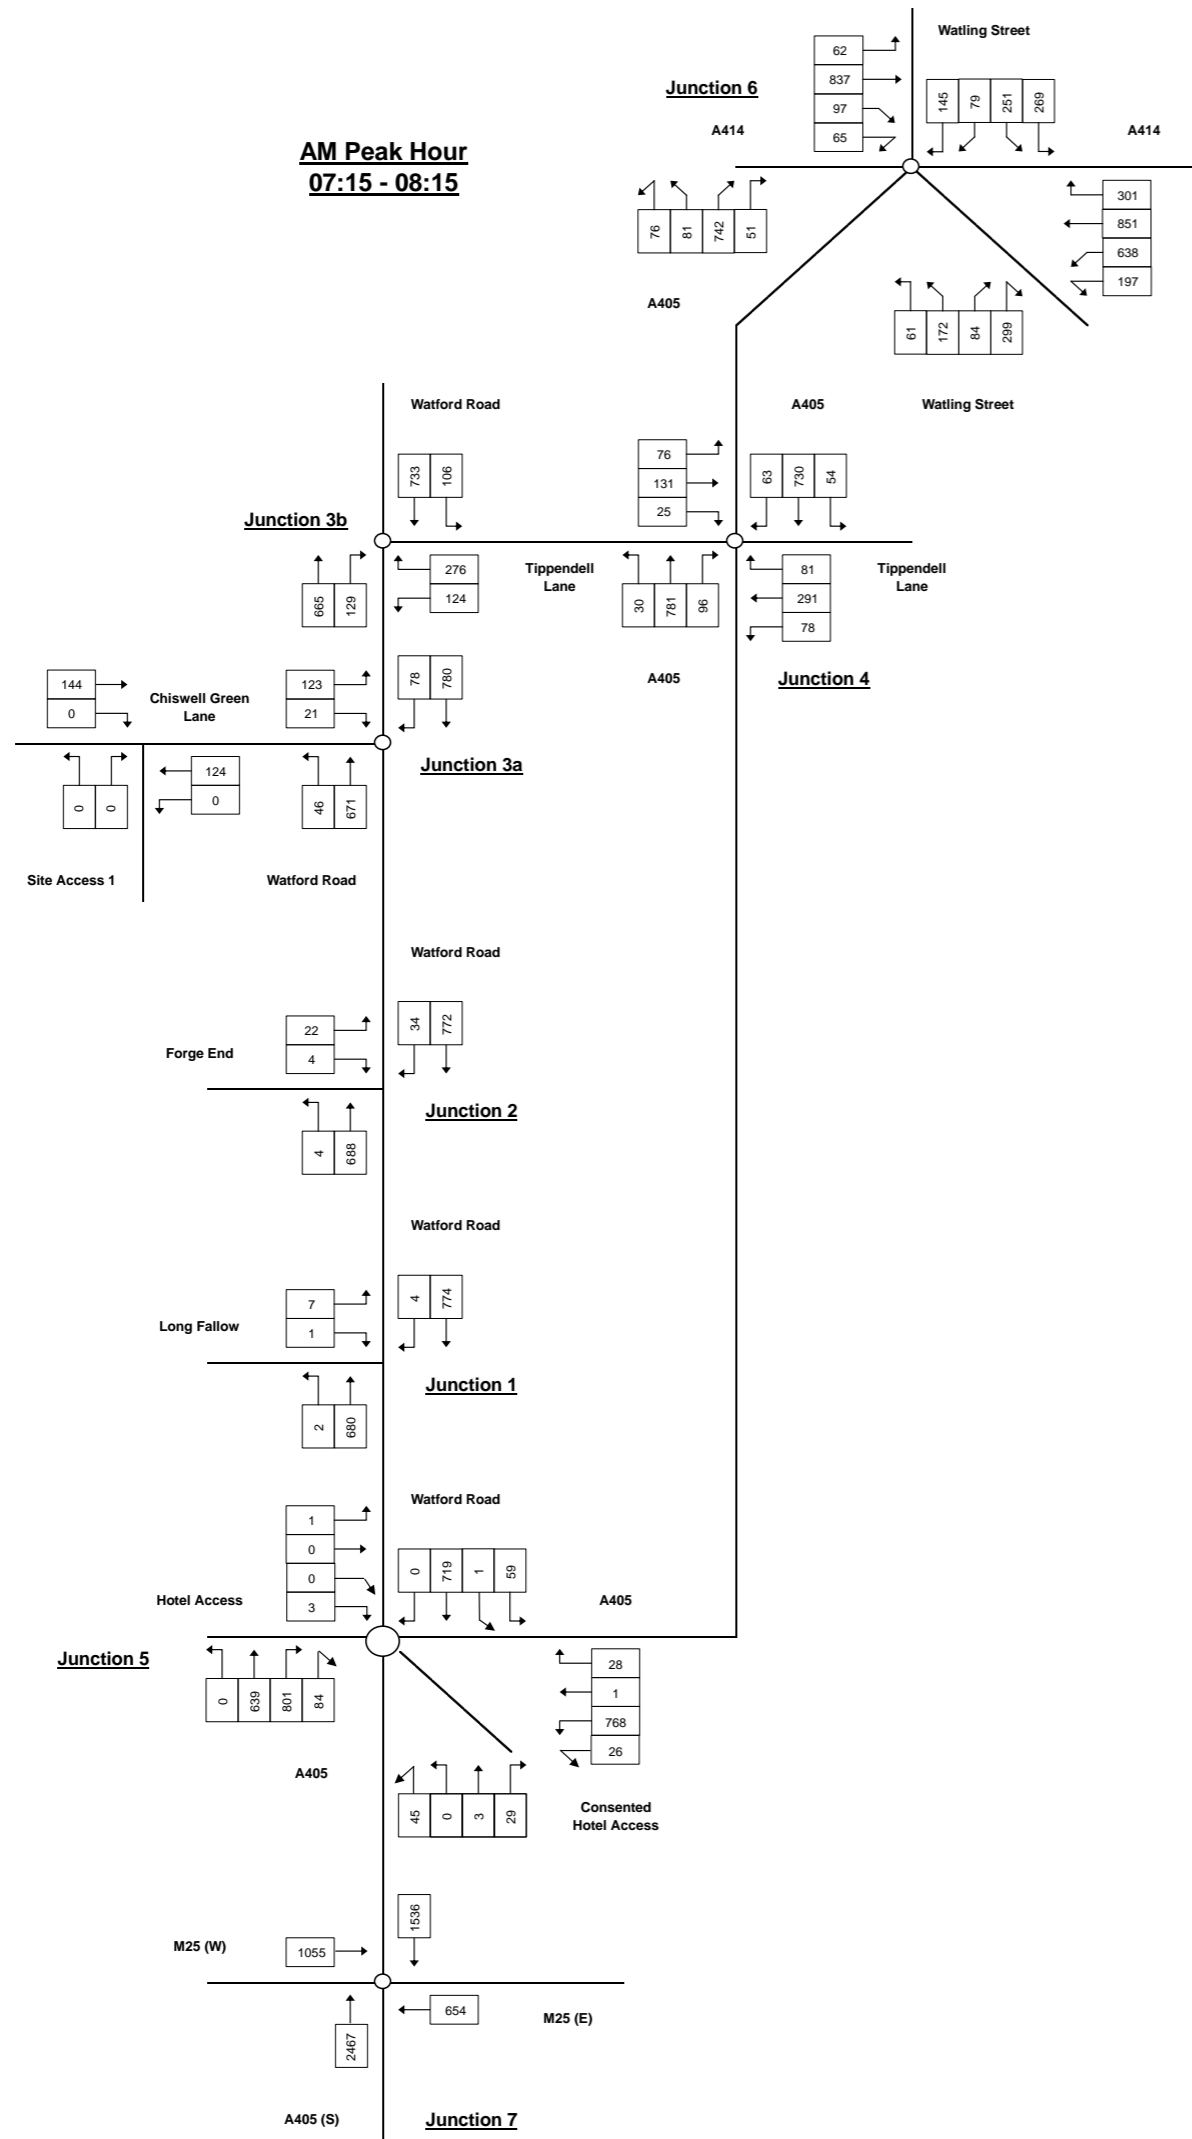 Watling Street
62
837
97
65
Junction 6
A414
145
79
251
269
A414
AM Peak Hour
07:15 - 08:15
76
81
742
51
301
851
638
197
A405
61
172
84
299
Watford Road
A405
Watling Street
733
106
76
131
25
63
730
54
Junction 3b
665
129
276
124
Tippendell
Lane
30
781
96
81
291
78
Tippendell
Lane
144
0
Chiswell Green
Lane
123
21
78
780
A405
Junction 4
124
0
Junction 3a
0
0
46
671
Site Access 1
Watford Road
Watford Road
22
4
34
772
Forge End
Junction 2
4
688
Watford Road
7
1
4
774
Long Fallow
Junction 1
2
680
Watford Road
1
0
0
3
0
719
1
59
Hotel Access
A405
Junction 5
0
639
801
84
28
1
768
26
A405
45
0
3
29
Consented
Hotel Access
1536
M25 (W)
1055
654
M25 (E)
2467
A405 (S)
Junction 7